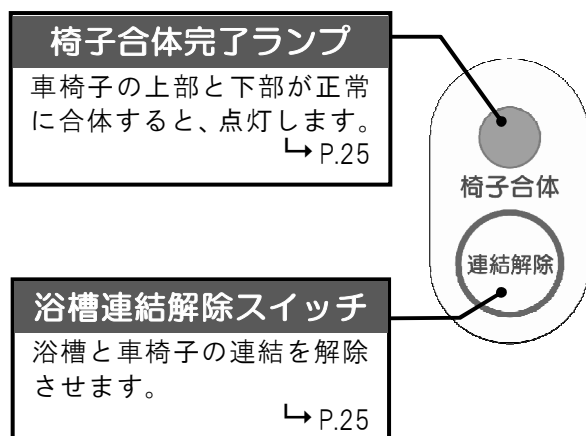 椅子合体完了ランプ
車椅子の上部と下部が正常
に合体すると、点灯します。
↳ P.25
椅子合体
連結解除
浴槽連結解除スイッチ
浴槽と車椅子の連結を解除
させます。
↳ P.25